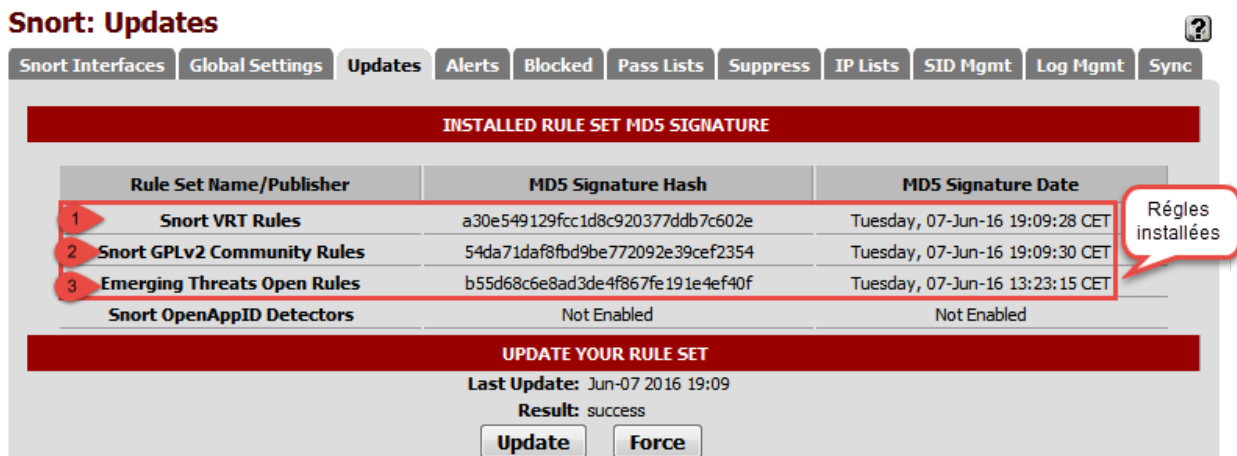 Snort: Updates
?
Snort Interfaces Global Settings Updates Alerts Blocked Pass Lists Suppress IP Lists SID Mgmt Log Mgmt Sync
INSTALLED RULE SET MD5 SIGNATURE
Rule Set Name/Publisher MD5 Signature Hash MD5 Signature Date
1 Snort VRT Rules a30e549129fcc1d8c920377ddb7c602e Tuesday, 07-Jun-16 19:09:28 CET
2 Snort GPLv2 Community Rules 54da71daf8fbd9be772092e39cef2354 Tuesday, 07-Jun-16 19:09:30 CET
3 Emerging Threats Open Rules b55d68c6e8ad3de4f867fe191e4ef40f Tuesday, 07-Jun-16 13:23:15 CET
Régles
installées
Snort OpenAppID Detectors Not Enabled Not Enabled
UPDATE YOUR RULE SET
Last Update: Jun-07 2016 19:09
Result: success
Update Force